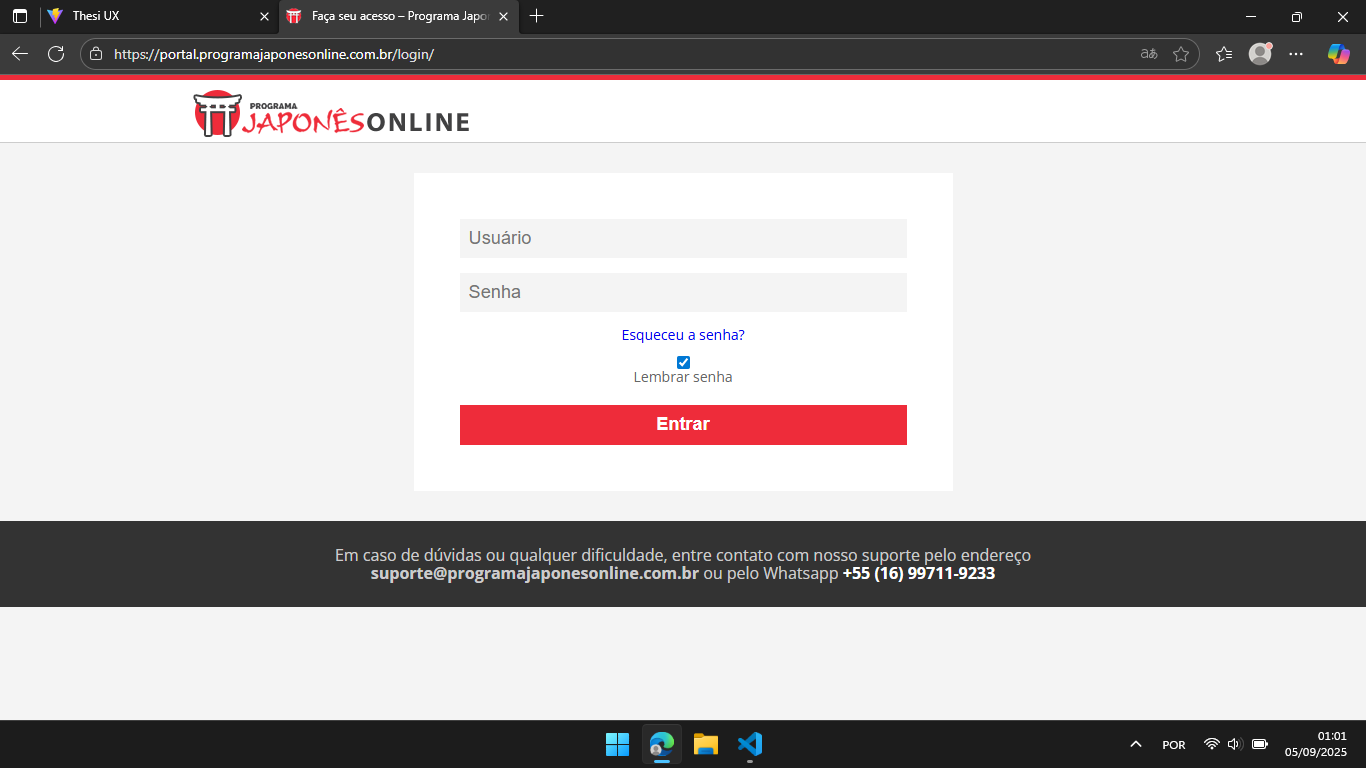 Thesi UX
Faça seu acesso – Programa Japon
https://portal.programajaponesonline.com.br/login/
PROGRAMA
JAPONÊSONLINE
Usuário
Senha
Esqueceu a senha?
Lembrar senha
Entrar
Em caso de dúvidas ou qualquer dificuldade, entre contato com nosso suporte pelo endereço
suporte@programajaponesonline.com.br ou pelo Whatsapp +55 (16) 99711-9233
POR
01:01
05/09/2025